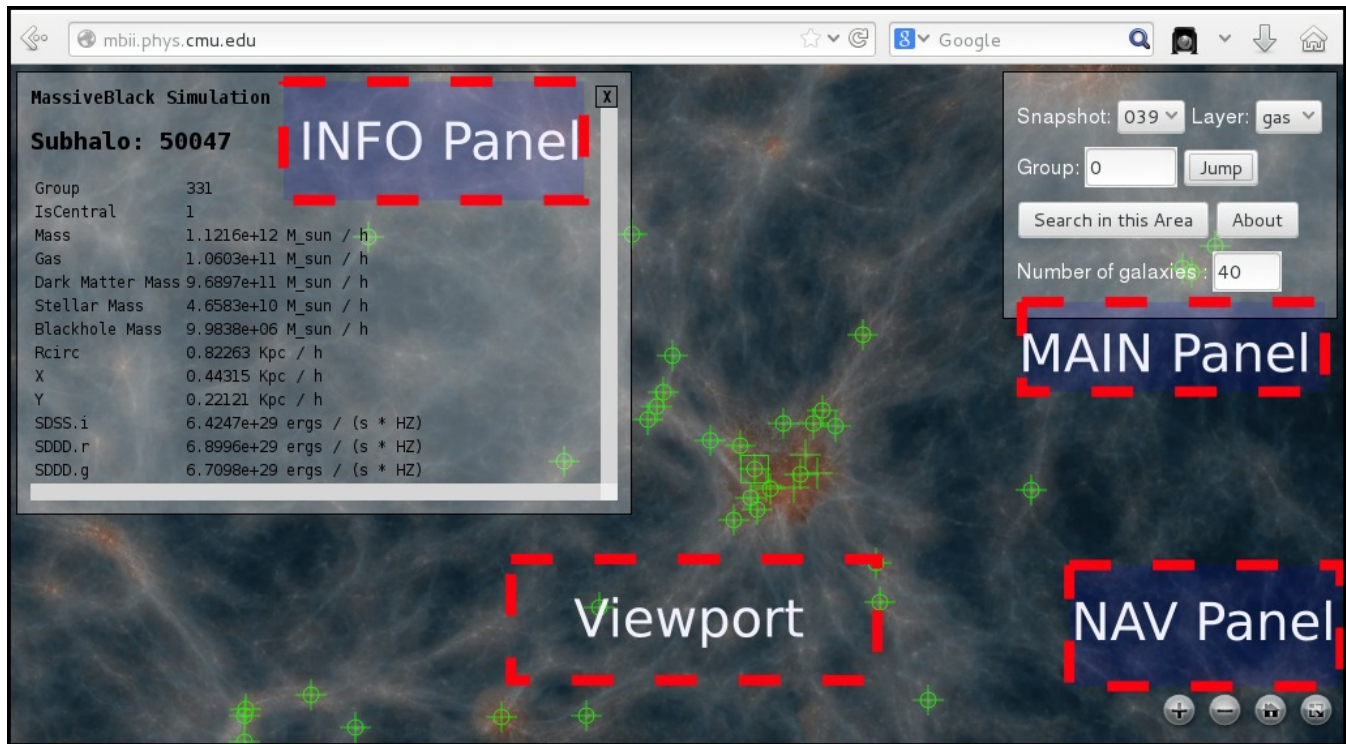 mbii.phys.cmu.edu
Google
MassiveBlack Simulation
X
INFO Panel
Subhalo: 50047
Group 331
IsCentral 1
Mass 1.1216e+12 M_sun / h
Gas 1.0603e+11 M_sun / h
Dark Matter Mass 9.6897e+11 M_sun / h
Stellar Mass 4.6583e+10 M_sun / h
Blackhole Mass 9.9838e+06 M_sun / h
Rcirc 0.82263 Kpc / h
X 0.44315 Kpc / h
Y 0.22121 Kpc / h
SDSS.i 6.4247e+29 ergs / (s * HZ)
SDDD.r 6.8996e+29 ergs / (s * HZ)
SDDD.g 6.7098e+29 ergs / (s * HZ)
Snapshot: 039 Layer: gas
Group: 0 Jump
Search in this Area About
Number of galaxies : 40
MAIN Panel
Viewport
NAV Panel